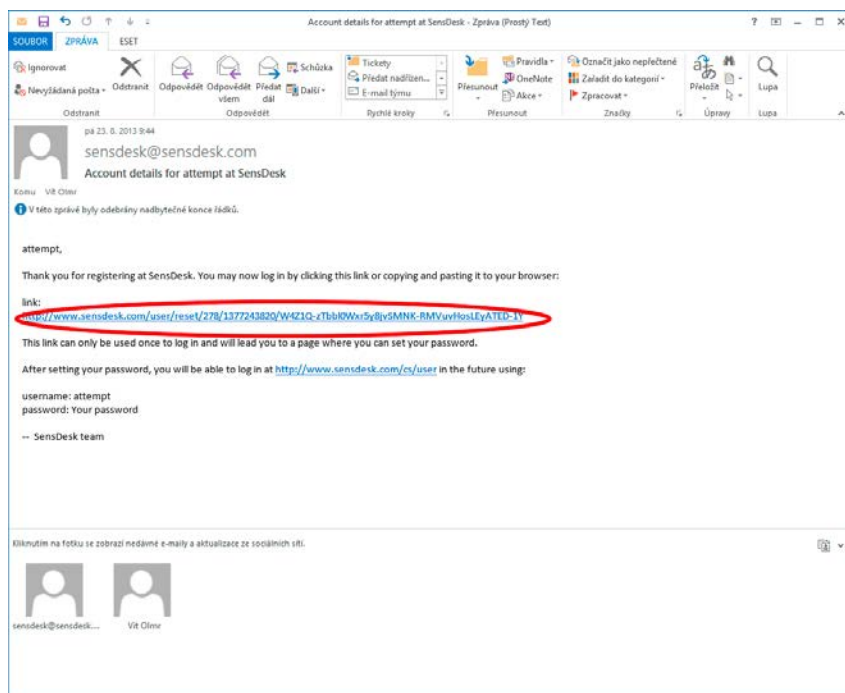 Account details for attempt at SensDesk - Zpráva (Prostý Text)
SOUBOR ZPRÁVA ESET
Ignorovat
Nevyžádaná pošta
Odstranit
Odstranit
Odpovědět Odpovědět všem Předat dál
Schůzka
Další
Odpovědět
Tickety
Předat nadřízen...
E-mail týmu
Rychlé kroky
Přesunout
Pravidla
OneNote
Akce
Přesunout
Označit jako nepřečtené
Zařadit do kategorií
Zpracovat
Značky
Přeložit
Úpravy
Lupa
Lupa
pá 23. 8. 2013 9:44
sensdesk@sensdesk.com
Account details for attempt at SensDesk
Komu Vít Olmr
V této zprávě byly odebrány nadbytečné konce řádků.
attempt,
Thank you for registering at SensDesk. You may now log in by clicking this link or copying and pasting it to your browser:
link:
http://www.sensdesk.com/user/reset/278/1377243820/W4Z1Q-zTbbl0Wxr5y8jvSMNK-RMVuvHosLEyATED-1Y
This link can only be used once to log in and will lead you to a page where you can set your password.
After setting your password, you will be able to log in at http://www.sensdesk.com/cs/user in the future using:
username: attempt
password: Your password
-- SensDesk team
Kliknutím na fotku se zobrazí nedávné e-maily a aktualizace ze sociálních sítí.
sensdesk@sensdesk.... Vít Olmr